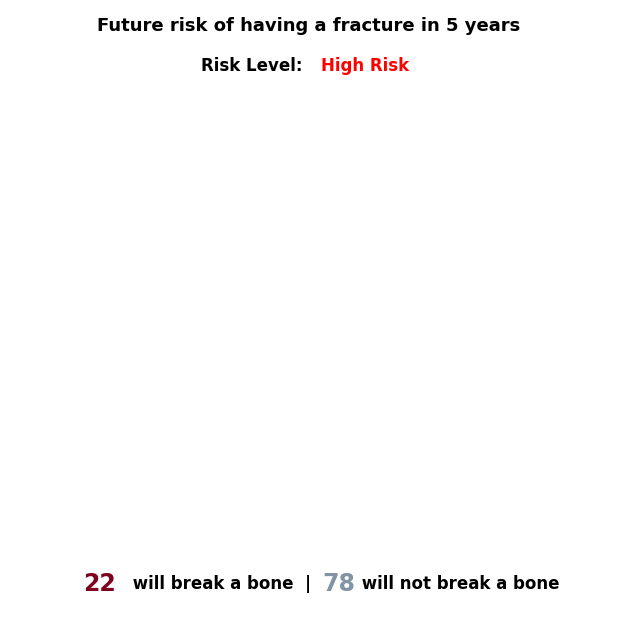 Future risk of having a fracture in 5 years
Risk Level: High Risk
22 will break a bone | 78 will not break a bone